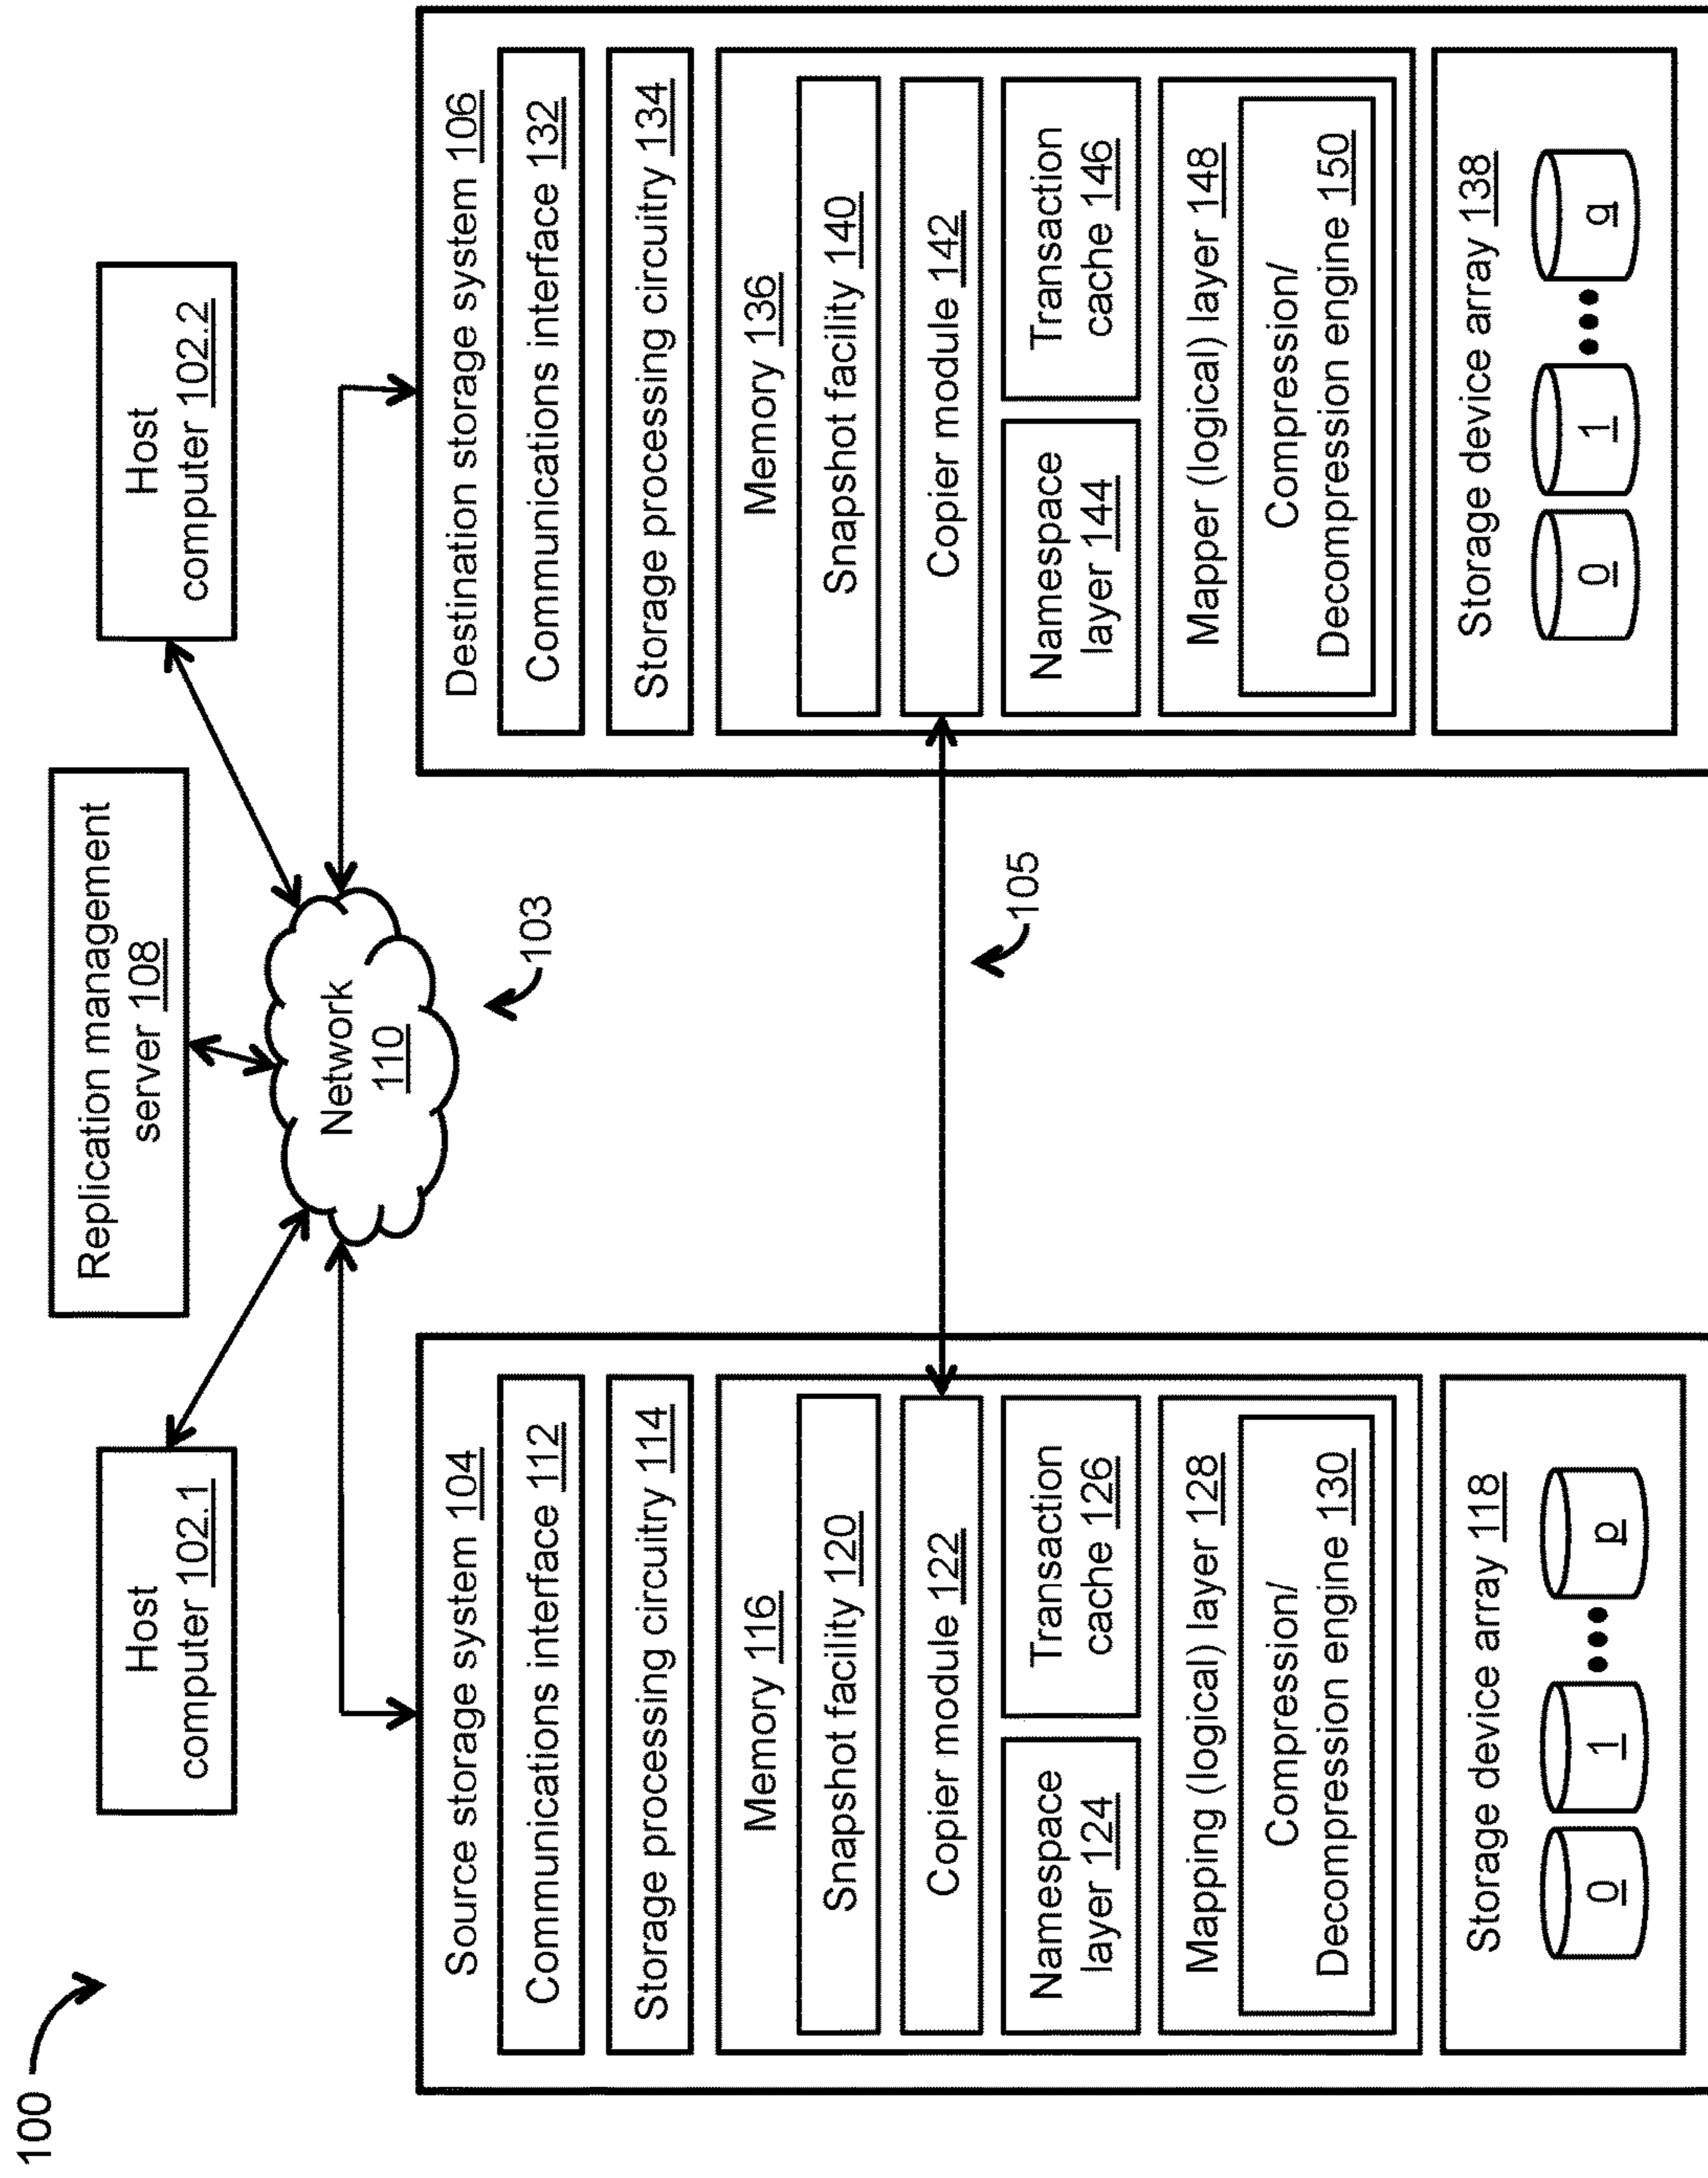 100
Replication management
server 108
Host
computer 102.1
Host
computer 102.2
Network
110
103
Source storage system 104
Communications interface 112
Storage processing circuitry 114
Memory 116
Snapshot facility 120
Copier module 122
Namespace
layer 124
Transaction
cache 126
Mapping (logical) layer 128
Compression/
Decompression engine 130
Storage device array 118
0
1
p
105
Destination storage system 106
Communications interface 132
Storage processing circuitry 134
Memory 136
Snapshot facility 140
Copier module 142
Namespace
layer 144
Transaction
cache 146
Mapper (logical) layer 148
Compression/
Decompression engine 150
Storage device array 138
0
1
q